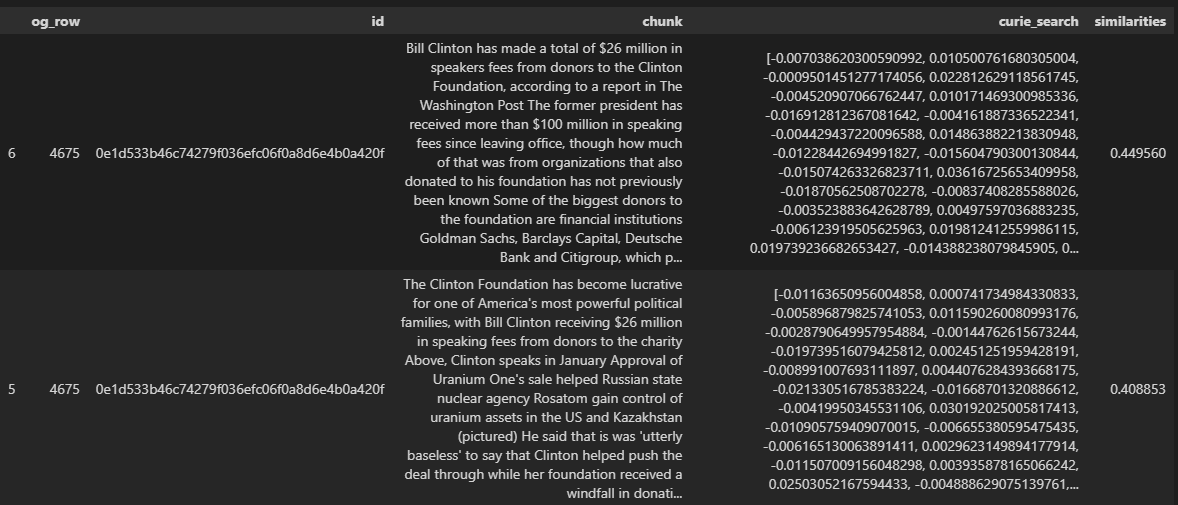 og_row id chunk curie_search similarities
6 4675 0e1d533b46c74279f036efc06f0a8d6e4b0a420f
Bill Clinton has made a total of $26 million in
speakers fees from donors to the Clinton
Foundation, according to a report in The
Washington Post The former president has
received more than $100 million in speaking
fees since leaving office, though how much
of that was from organizations that also
donated to his foundation has not previously
been known Some of the biggest donors to
the foundation are financial institutions
Goldman Sachs, Barclays Capital, Deutsche
Bank and Citigroup, which p...
[-0.007038620300590992, 0.010500761680305004,
-0.0009501451277174056, 0.022812629118561745,
-0.004520907066762447, 0.010171469300985336,
-0.016912812367081642, -0.004161887336522341,
-0.004429437220096588, 0.014863882213830948,
-0.01228442694991827, -0.015604790300130844,
-0.015074263326823711, 0.03616725653409958,
-0.01870562508702278, -0.00837408285588026,
-0.003523883642628789, 0.00497597036883235,
-0.006123919505625963, 0.019812412559986115,
0.019739236682653427, -0.014388238079845905, 0...
0.449560
5 4675 0e1d533b46c74279f036efc06f0a8d6e4b0a420f
The Clinton Foundation has become lucrative
for one of America's most powerful political
families, with Bill Clinton receiving $26 million
in speaking fees from donors to the charity
Above, Clinton speaks in January Approval of
Uranium One's sale helped Russian state
nuclear agency Rosatom gain control of
uranium assets in the US and Kazakhstan
(pictured) He said that is was 'utterly
baseless' to say that Clinton helped push the
deal through while her foundation received a
windfall in donati...
[-0.01163650956004858, 0.000741734984330833,
-0.005896879825741053, 0.011590260080993176,
-0.0028790649957954884, -0.00144762615673244,
-0.019739516079425812, 0.002451251959428191,
-0.008991007693111897, 0.0044076284393668175,
-0.021330516785383224, -0.01668701320886612,
-0.00419950345531106, 0.030192025005817413,
-0.010905759409070015, -0.006655380595475435,
-0.006165130063891411, 0.0029623149894177914,
-0.011507009156048298, 0.003935878165066242,
0.02503052167594433, -0.004888629075139761,...
0.408853